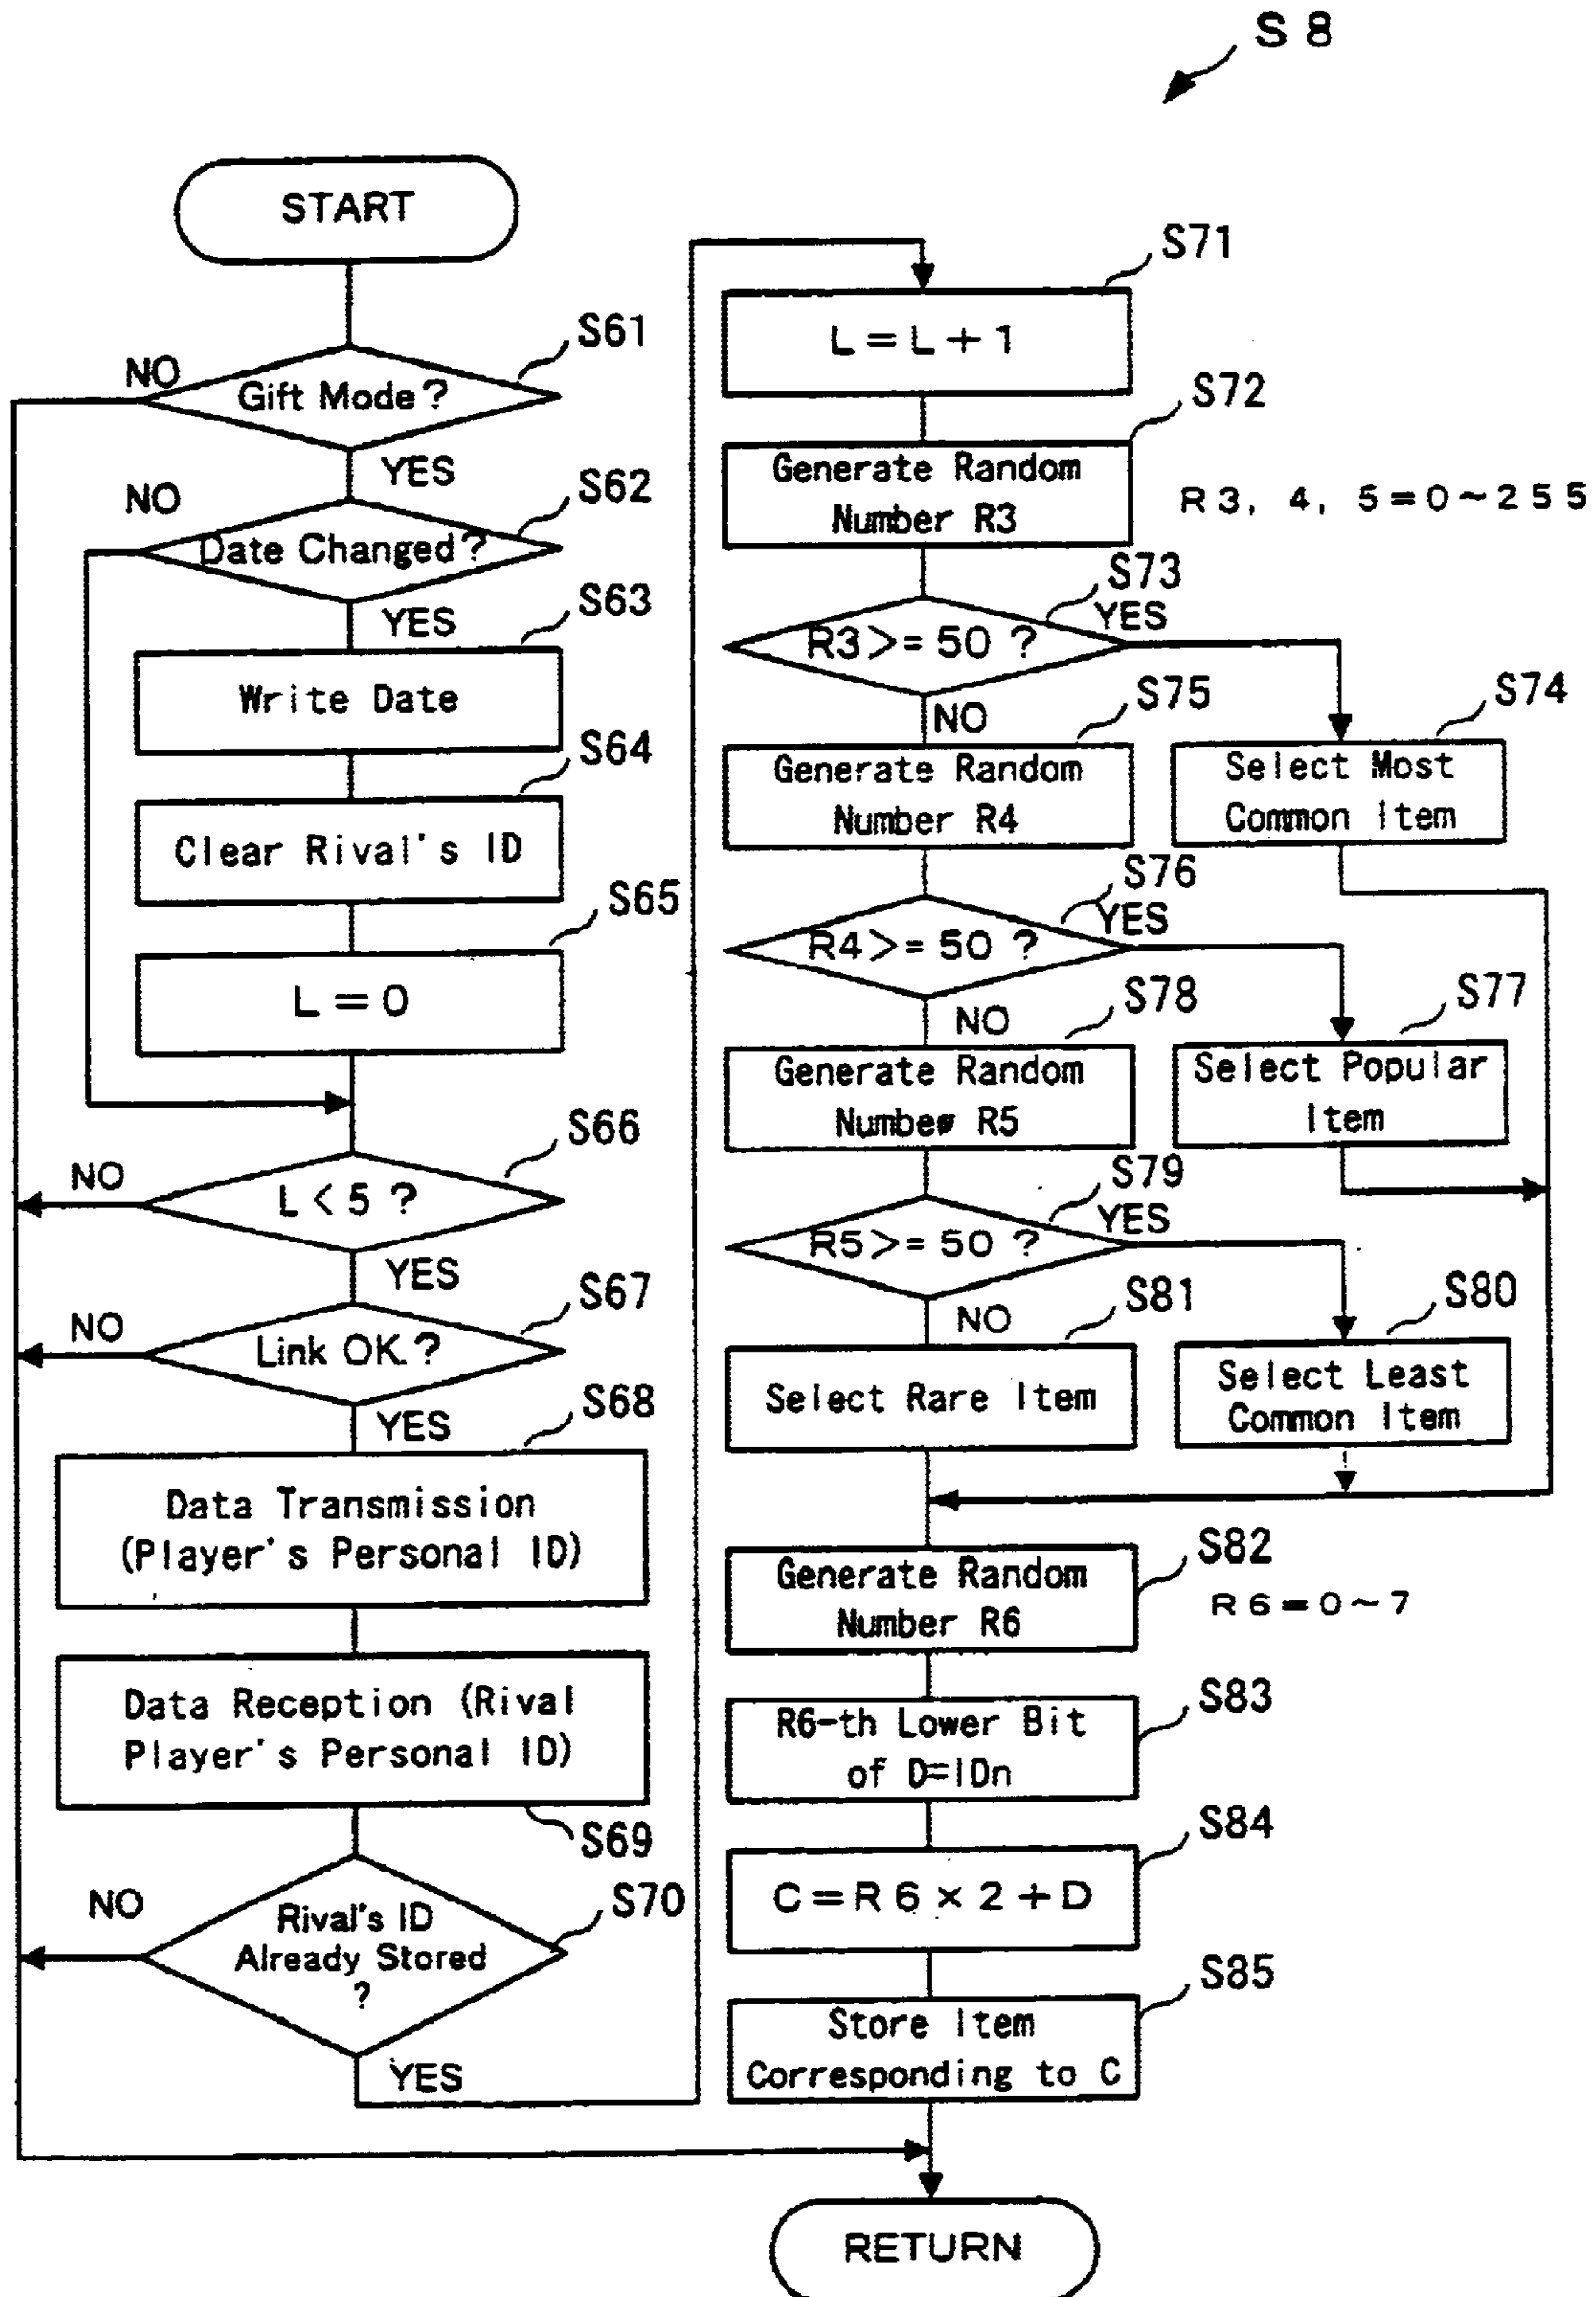 S 8
START
S61
NO
Gift Mode?
YES
NO
S62
Date Changed?
YES
S63
Write Date
S64
Clear Rival's ID
S65
L = 0
S66
NO
L < 5 ?
YES
S67
NO
Link OK.?
YES
S68
Data Transmission
(Player's Personal ID)
Data Reception (Rival
Player's Personal ID)
S69
S70
NO
Rival's ID
Already Stored
?
YES
S71
L = L + 1
S72
Generate Random
Number R3
R3, 4, 5 = 0 ~ 255
S73
YES
R3 >= 50 ?
NO
S74
Select Most
Common Item
S75
Generate Random
Number R4
S76
YES
R4 >= 50 ?
NO
S77
Select Popular
Item
S78
Generate Random
Number R5
S79
YES
R5 >= 50 ?
NO
S80
Select Least
Common Item
S81
Select Rare Item
S82
Generate Random
Number R6
R6 = 0 ~ 7
S83
R6-th Lower Bit
of D=IDn
S84
C = R6 × 2 + D
S85
Store Item
Corresponding to C
RETURN